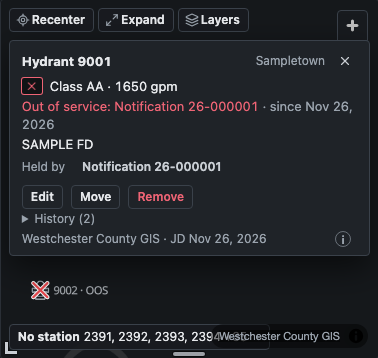 Recenter Expand Layers
Hydrant 9001 Sampletown
Class AA · 1650 gpm
Out of service: Notification 26-000001 · since Nov 26,
2026
SAMPLE FD
Held by Notification 26-000001
Edit Move Remove
History (2)
Westchester County GIS · JD Nov 26, 2026
9002 · OOS
No station 2391, 2392, 2393, Westchester County GIS